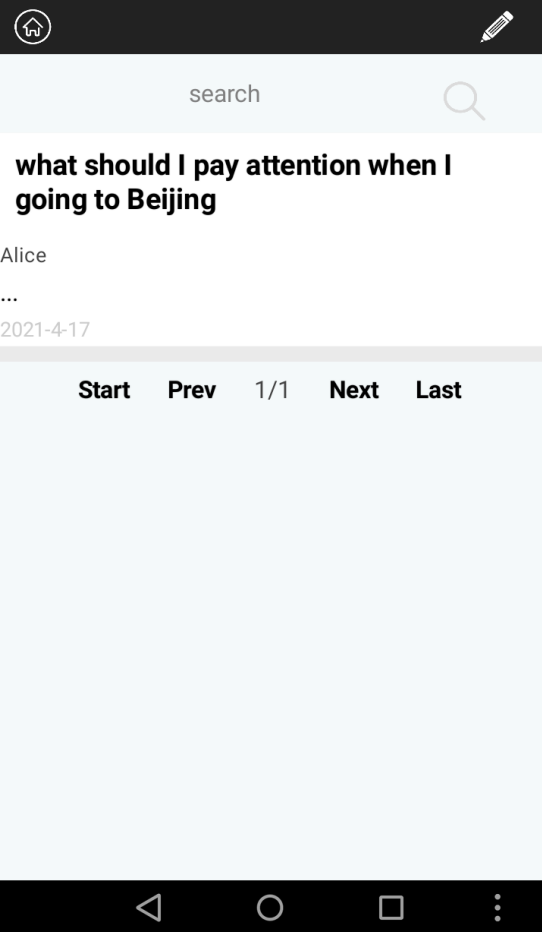 search
what should I pay attention when I
going to Beijing
Alice
...
2021-4-17
Start Prev 1/1 Next Last